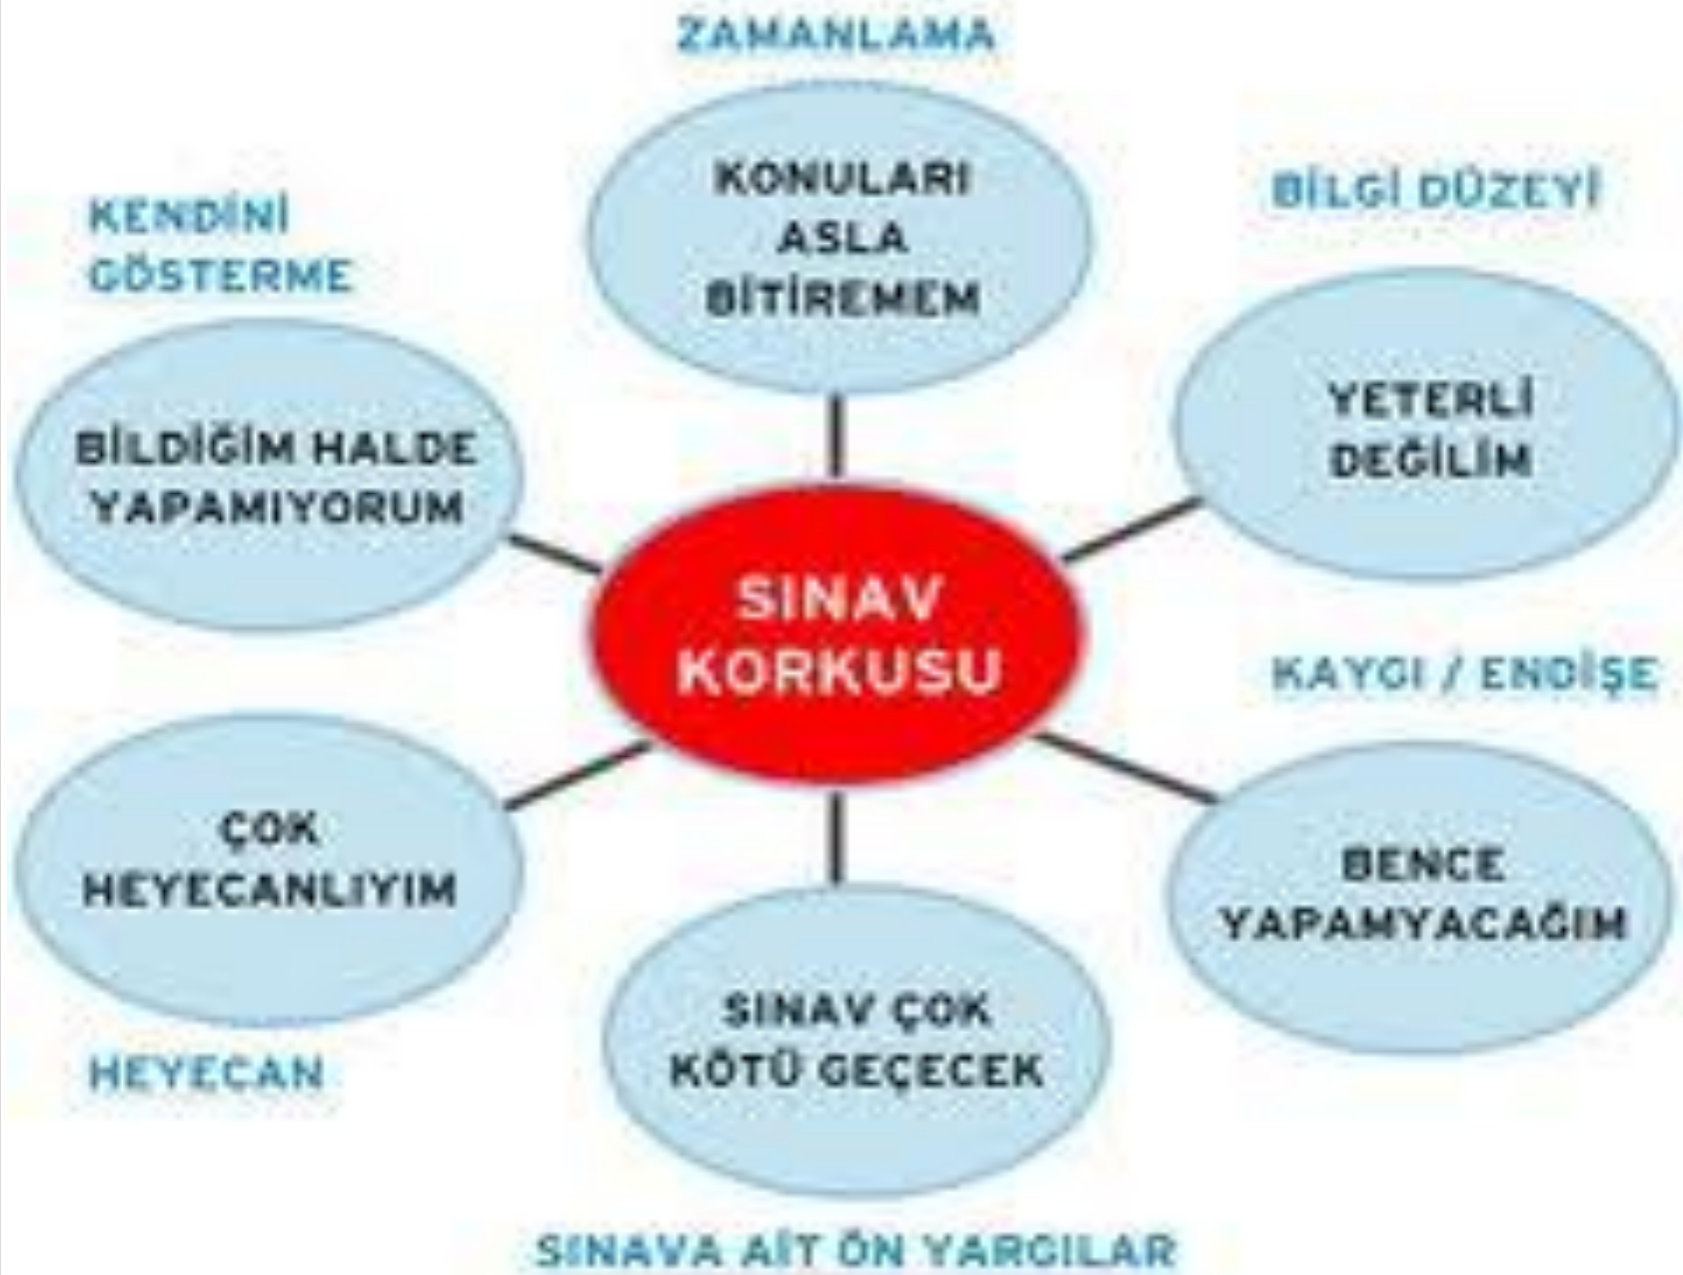 ZAMANLAMA
KONULARI
ASLA
BİTİREMEM
BİLGİ DÜZEYİ
YETERLİ
DEĞİLİM
KENDİNİ
GÖSTERME
BİLDİĞİM HALDE
YAPAMIYORUM
SINAV
KORKUSU
KAYGI / ENDİŞE
BENCE
YAPAMYACAĞIM
ÇOK
HEYECANLIYIM
HEYECAN
SINAV ÇOK
KÖTÜ GEÇECEK
SINAVA AİT ÖN YARGILAR